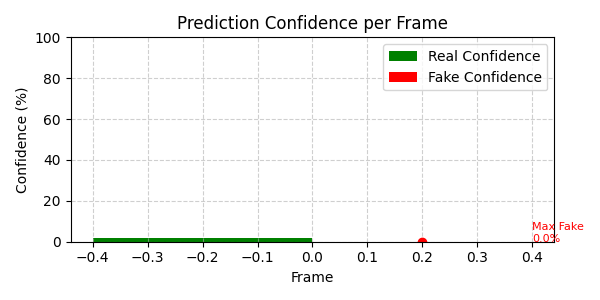 Prediction Confidence per Frame
100
80
60
40
20
0
Confidence (%)
Real Confidence
Fake Confidence
Max Fake
0.0%
−0.4 −0.3 −0.2 −0.1 0.0 0.1 0.2 0.3 0.4
Frame